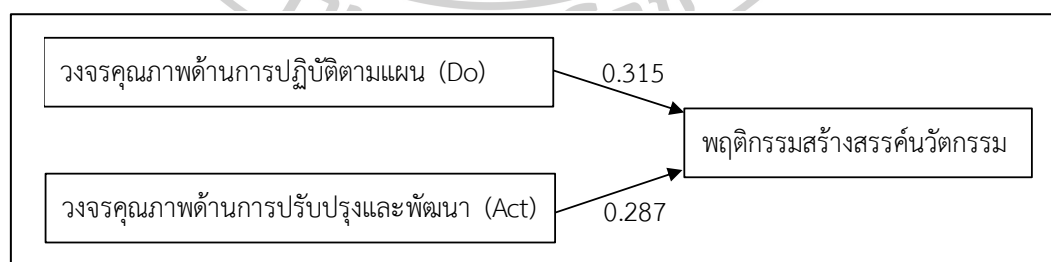 วงจรคุณภาพด้านการปฏิบัติตามแผน (Do)
0.315
พฤติกรรมสร้างสรรค์นวัตกรรม
วงจรคุณภาพด้านการปรับปรุงและพัฒนา (Act)
0.287